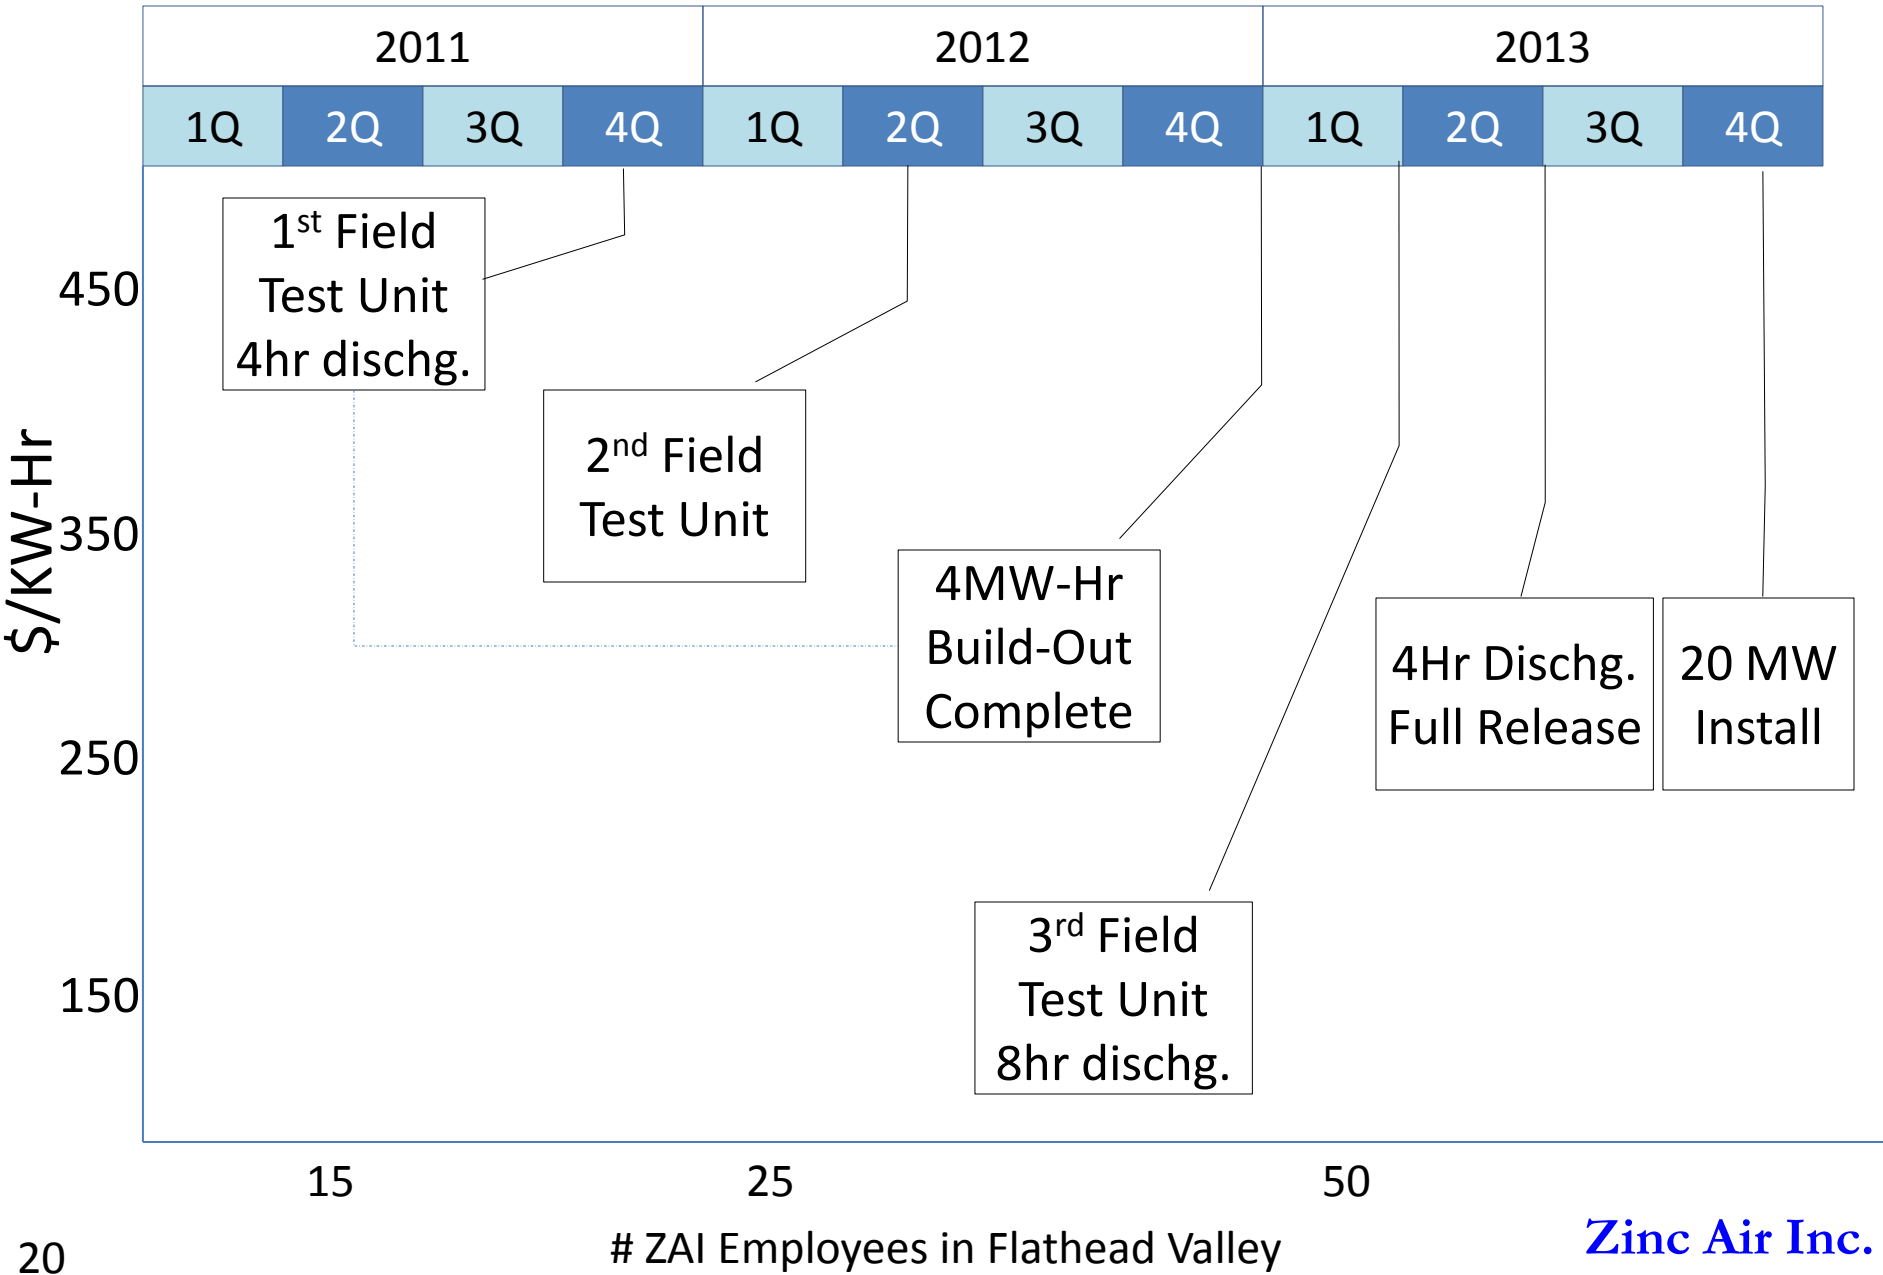 2011 2012 2013
1Q 2Q 3Q 4Q 1Q 2Q 3Q 4Q 1Q 2Q 3Q 4Q
1st Field
Test Unit
4hr dischg.
2nd Field
Test Unit
4MW-Hr
Build-Out
Complete
3rd Field
Test Unit
8hr dischg.
4Hr Dischg.
Full Release
20 MW
Install
$/KW-Hr
450
350
250
150
15 25 50
# ZAI Employees in Flathead Valley
Zinc Air Inc.
20